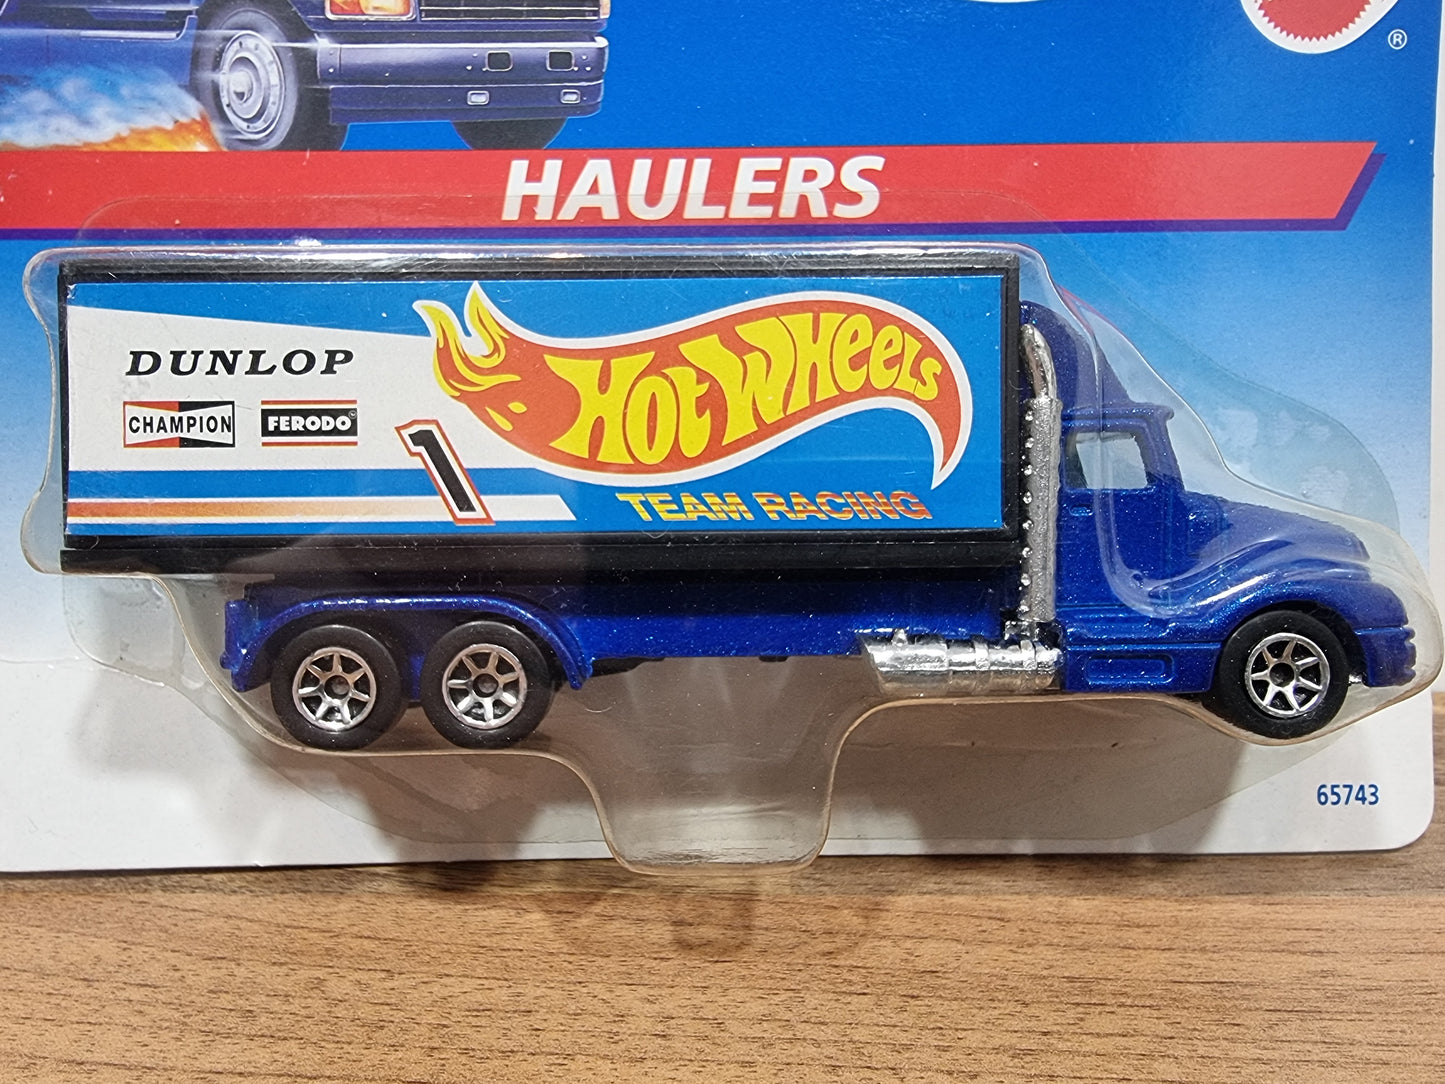 ®
HAULERS
DUNLOP
CHAMPION
FERODO
1
HOT WHEELS
TEAM RACING
65743